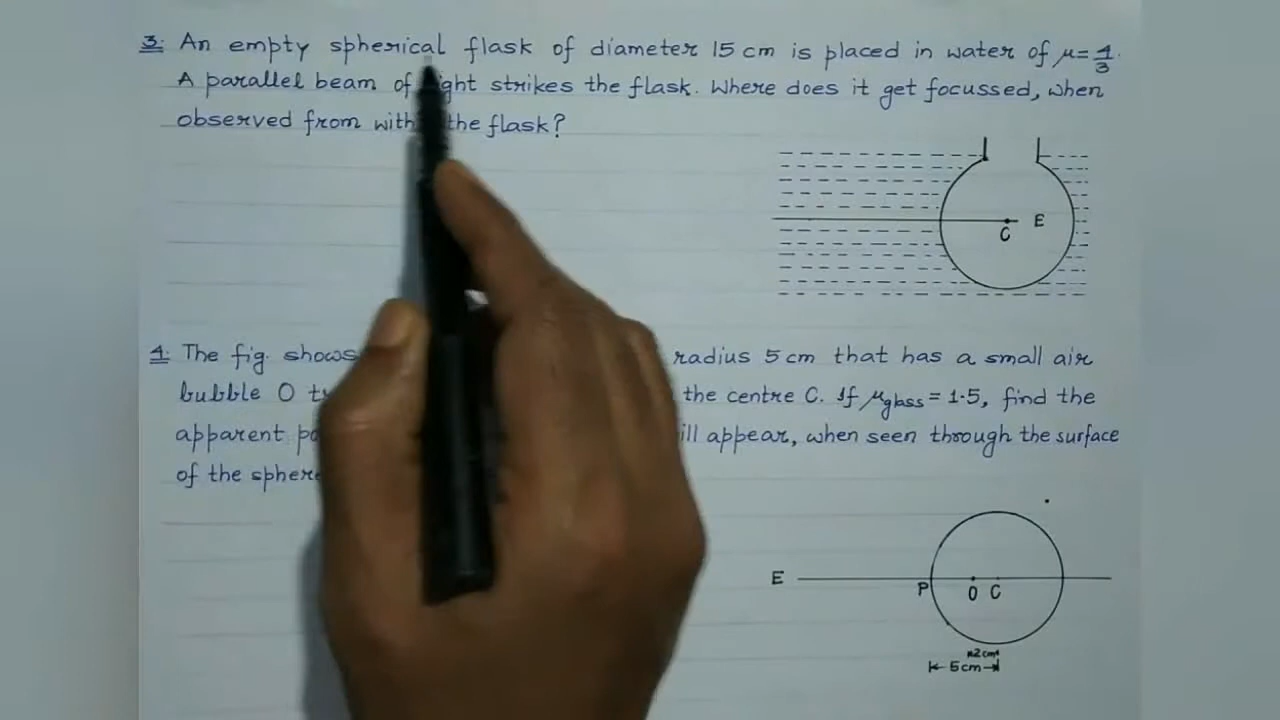 3. An empty spherical flask of diameter 15 cm is placed in water of μ = 4/3.
A parallel beam of light strikes the flask. Where does it get focussed, when
observed from within the flask?
C
E
4. The fig. shows radius 5 cm that has a small air
bubble O the centre C. If μglass = 1.5, find the
apparent ill appear, when seen through the surface
of the sphere
E
P O C
2cm
5cm